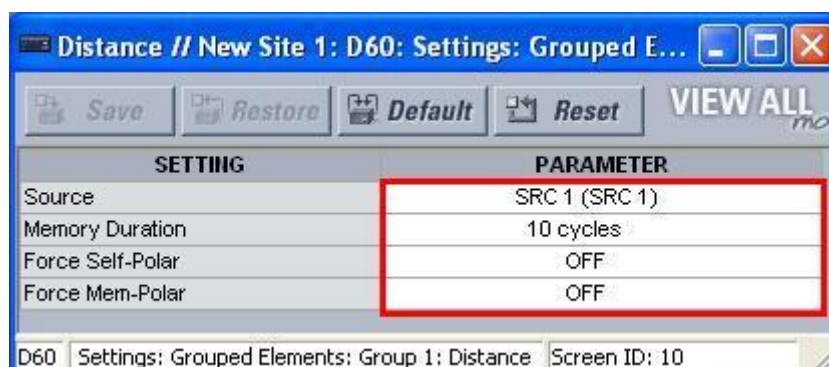 Distance // New Site 1: D60: Settings: Grouped E...
Save Restore Default Reset VIEW ALL
mo
SETTING PARAMETER
Source SRC 1 (SRC 1)
Memory Duration 10 cycles
Force Self-Polar OFF
Force Mem-Polar OFF
D60 Settings: Grouped Elements: Group 1: Distance Screen ID: 10